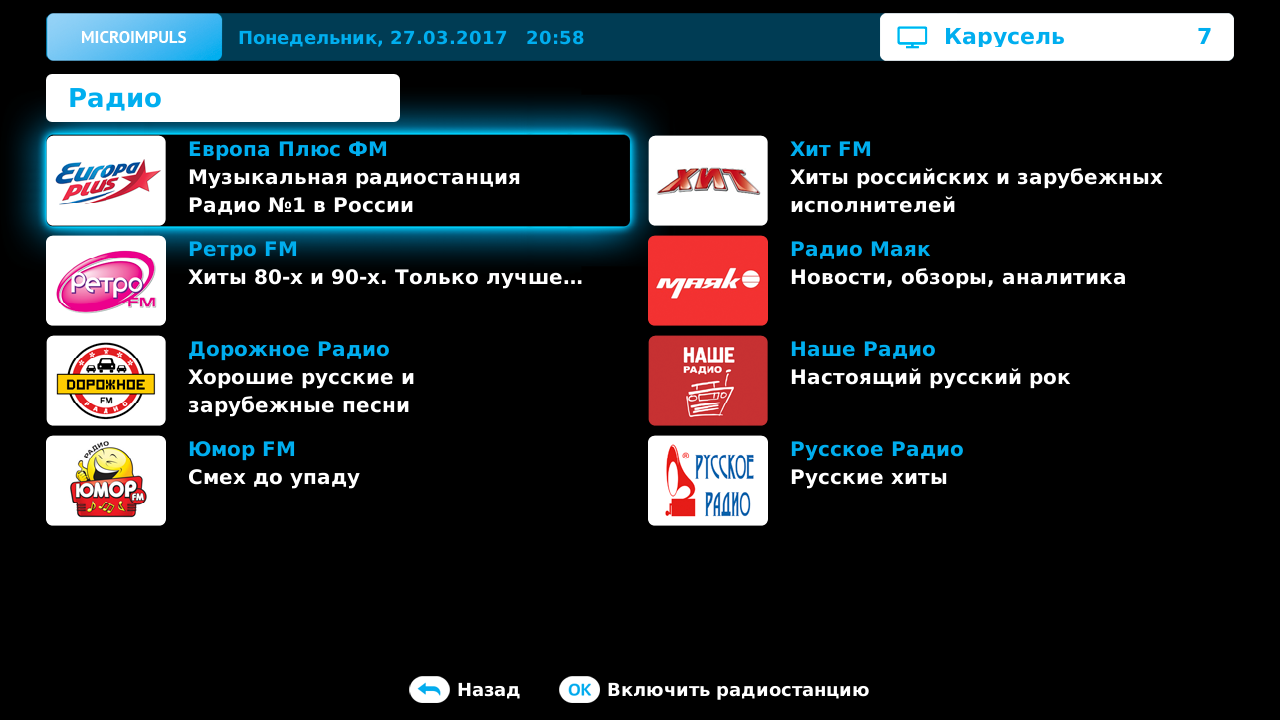 MICROIMPULS
Понедельник, 27.03.2017 20:58
Карусель 7
Радио
Европа Плюс ФМ
Музыкальная радиостанция
Радио №1 в России
Europa
PLUS
Хит FM
Хиты российских и зарубежных
исполнителей
ХИТ
Ретро FM
Хиты 80-х и 90-х. Только лучше...
Ретро
FM
Радио Маяк
Новости, обзоры, аналитика
маяк
Дорожное Радио
Хорошие русские и
зарубежные песни
ДОРОЖНОЕ
FM
РАДИО
Наше Радио
Настоящий русский рок
НАШЕ
РАДИО
Юмор FM
Смех до упаду
РАДИО
ЮМОР
FM
Русское Радио
Русские хиты
РУССКОЕ
РАДИО
Назад
OK Включить радиостанцию